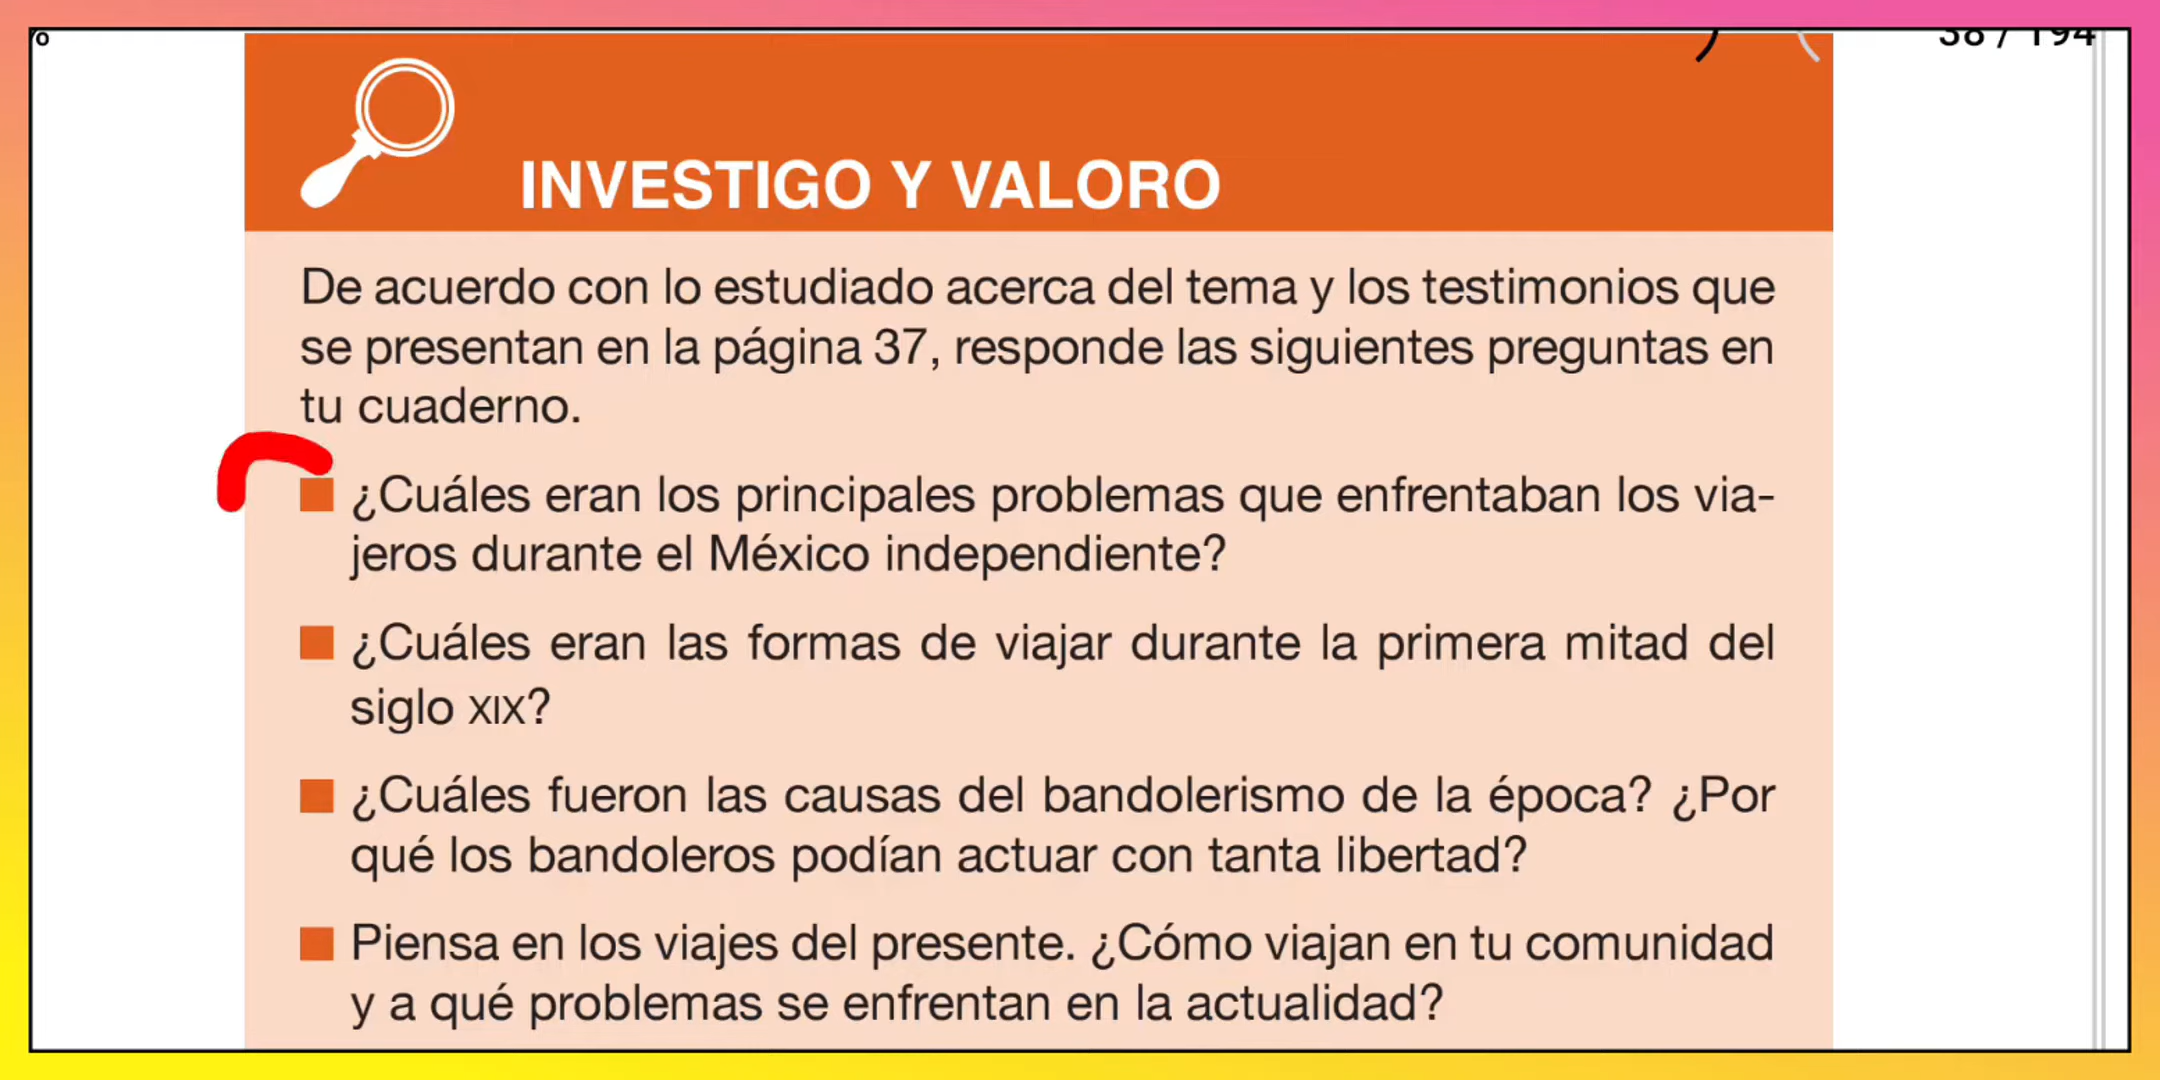 o
38 / 194
INVESTIGO Y VALORO
De acuerdo con lo estudiado acerca del tema y los testimonios que
se presentan en la página 37, responde las siguientes preguntas en
tu cuaderno.
¿Cuáles eran los principales problemas que enfrentaban los via-
jeros durante el México independiente?
¿Cuáles eran las formas de viajar durante la primera mitad del
siglo XIX?
¿Cuáles fueron las causas del bandolerismo de la época? ¿Por
qué los bandoleros podían actuar con tanta libertad?
Piensa en los viajes del presente. ¿Cómo viajan en tu comunidad
y a qué problemas se enfrentan en la actualidad?